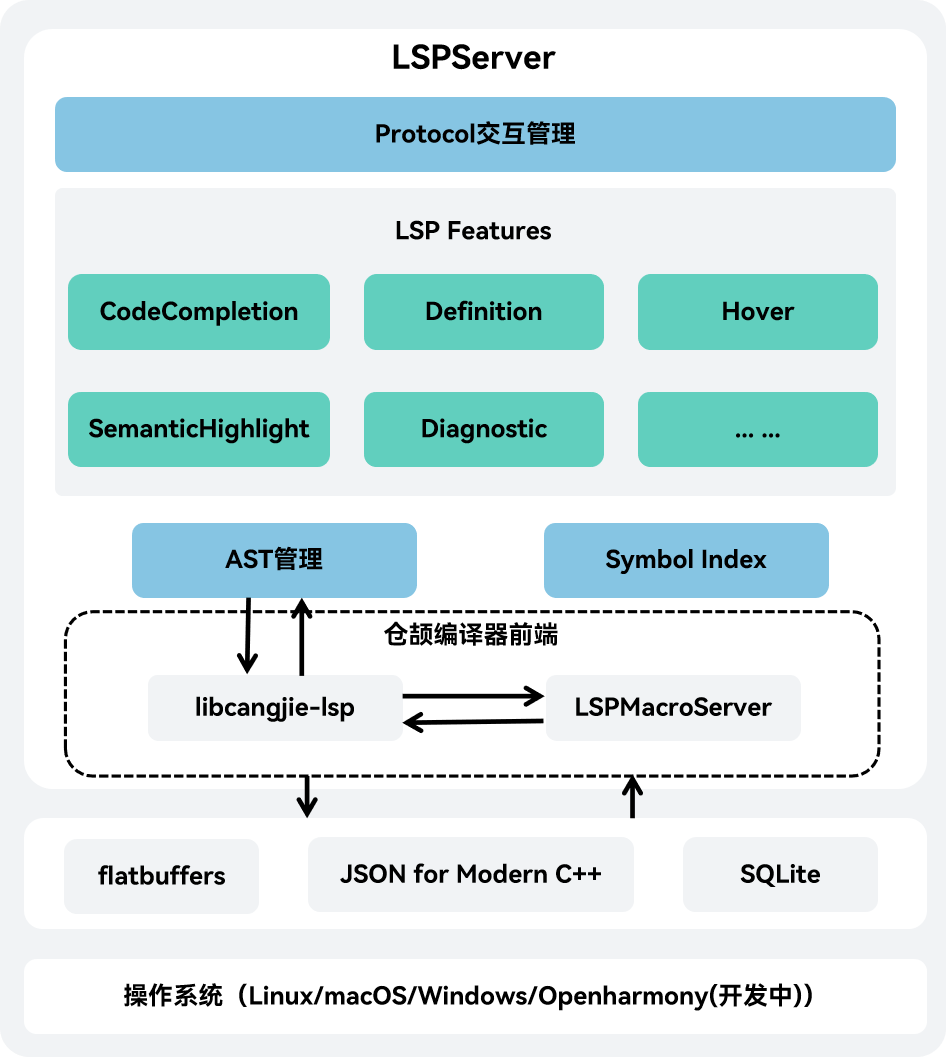 LSPServer
Protocol交互管理
LSP Features
CodeCompletion
Definition
Hover
SemanticHighlight
Diagnostic
... ...
AST管理
Symbol Index
仓颉编译器前端
libcangjie-lsp
LSPMacroServer
flatbuffers
JSON for Modern C++
SQLite
操作系统（Linux/macOS/Windows/Openharmony(开发中)）